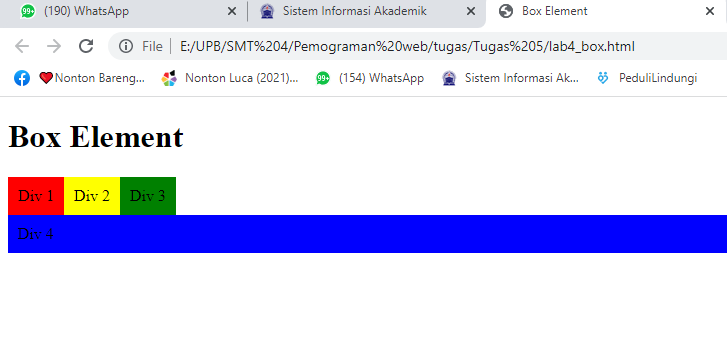 99+ (190) WhatsApp Sistem Informasi Akademik Box Element
File E:/UPB/SMT%204/Pemograman%20web/tugas/Tugas%205/lab4_box.html
Nonton Bareng... Nonton Luca (2021)... 99+ (154) WhatsApp Sistem Informasi Ak... PeduliLindungi
Box Element
Div 1 Div 2 Div 3
Div 4